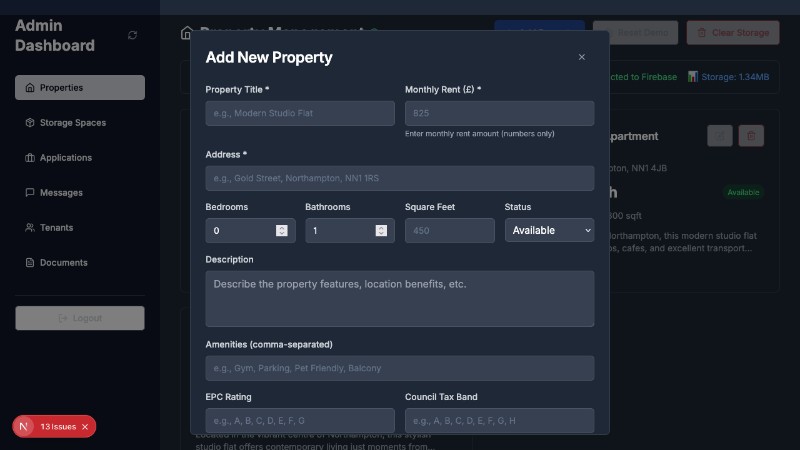 Admin
Dashboard
Properties
Storage Spaces
Applications
Messages
Tenants
Documents
Logout
N 13 Issues
Property Management
Reset Demo
Clear Storage
cted to Firebase
Storage: 1.34MB
partment
pton, NN1 4JB
h
Available
sqft
lorthampton, this modern studio flat
s, cafes, and excellent transport...
Add New Property
Property Title *
Monthly Rent (£) *
e.g., Modern Studio Flat
825
Enter monthly rent amount (numbers only)
Address *
e.g., Gold Street, Northampton, NN1 1RS
Bedrooms
Bathrooms
Square Feet
Status
0
1
450
Available
Description
Describe the property features, location benefits, etc.
Amenities (comma-separated)
e.g., Gym, Parking, Pet Friendly, Balcony
EPC Rating
Council Tax Band
e.g., A, B, C, D, E, F, G
e.g., A, B, C, D, E, F, G, H
Located in the vibrant centre of Northampton, this stylish
studio flat offers contemporary living just moments from...